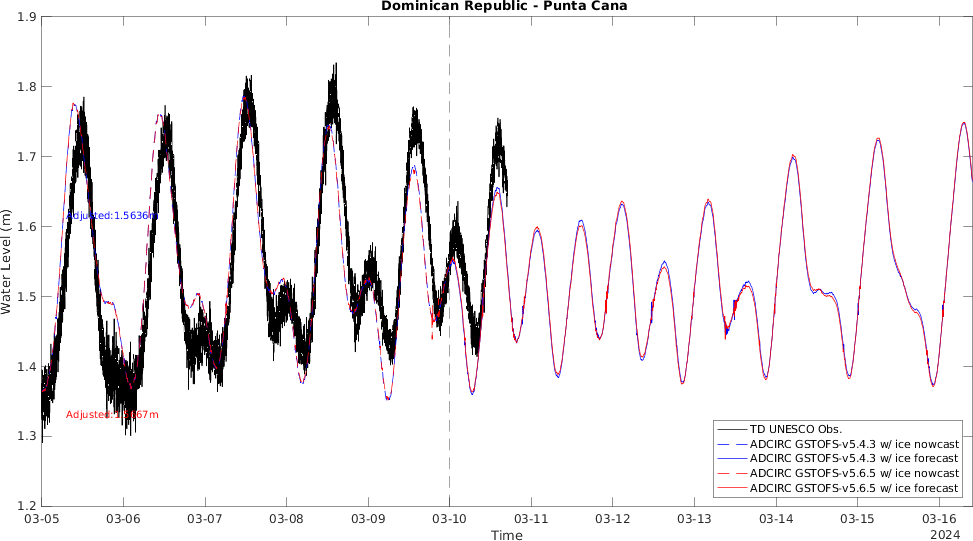 Dominican Republic - Punta Cana
Water Level (m)
1.9
1.8
1.7
1.6
1.5
1.4
1.3
1.2
Adjusted:1.5636m
TD UNESCO Obs.
ADCIRC GSTOFS-v5.4.3 w/ ice nowcast
ADCIRC GSTOFS-v5.4.3 w/ ice forecast
ADCIRC GSTOFS-v5.6.5 w/ ice nowcast
ADCIRC GSTOFS-v5.6.5 w/ ice forecast
03-05 03-06 03-07 03-08 03-09 03-10 03-11 03-12 03-13 03-14 03-15 03-16
Time
2024